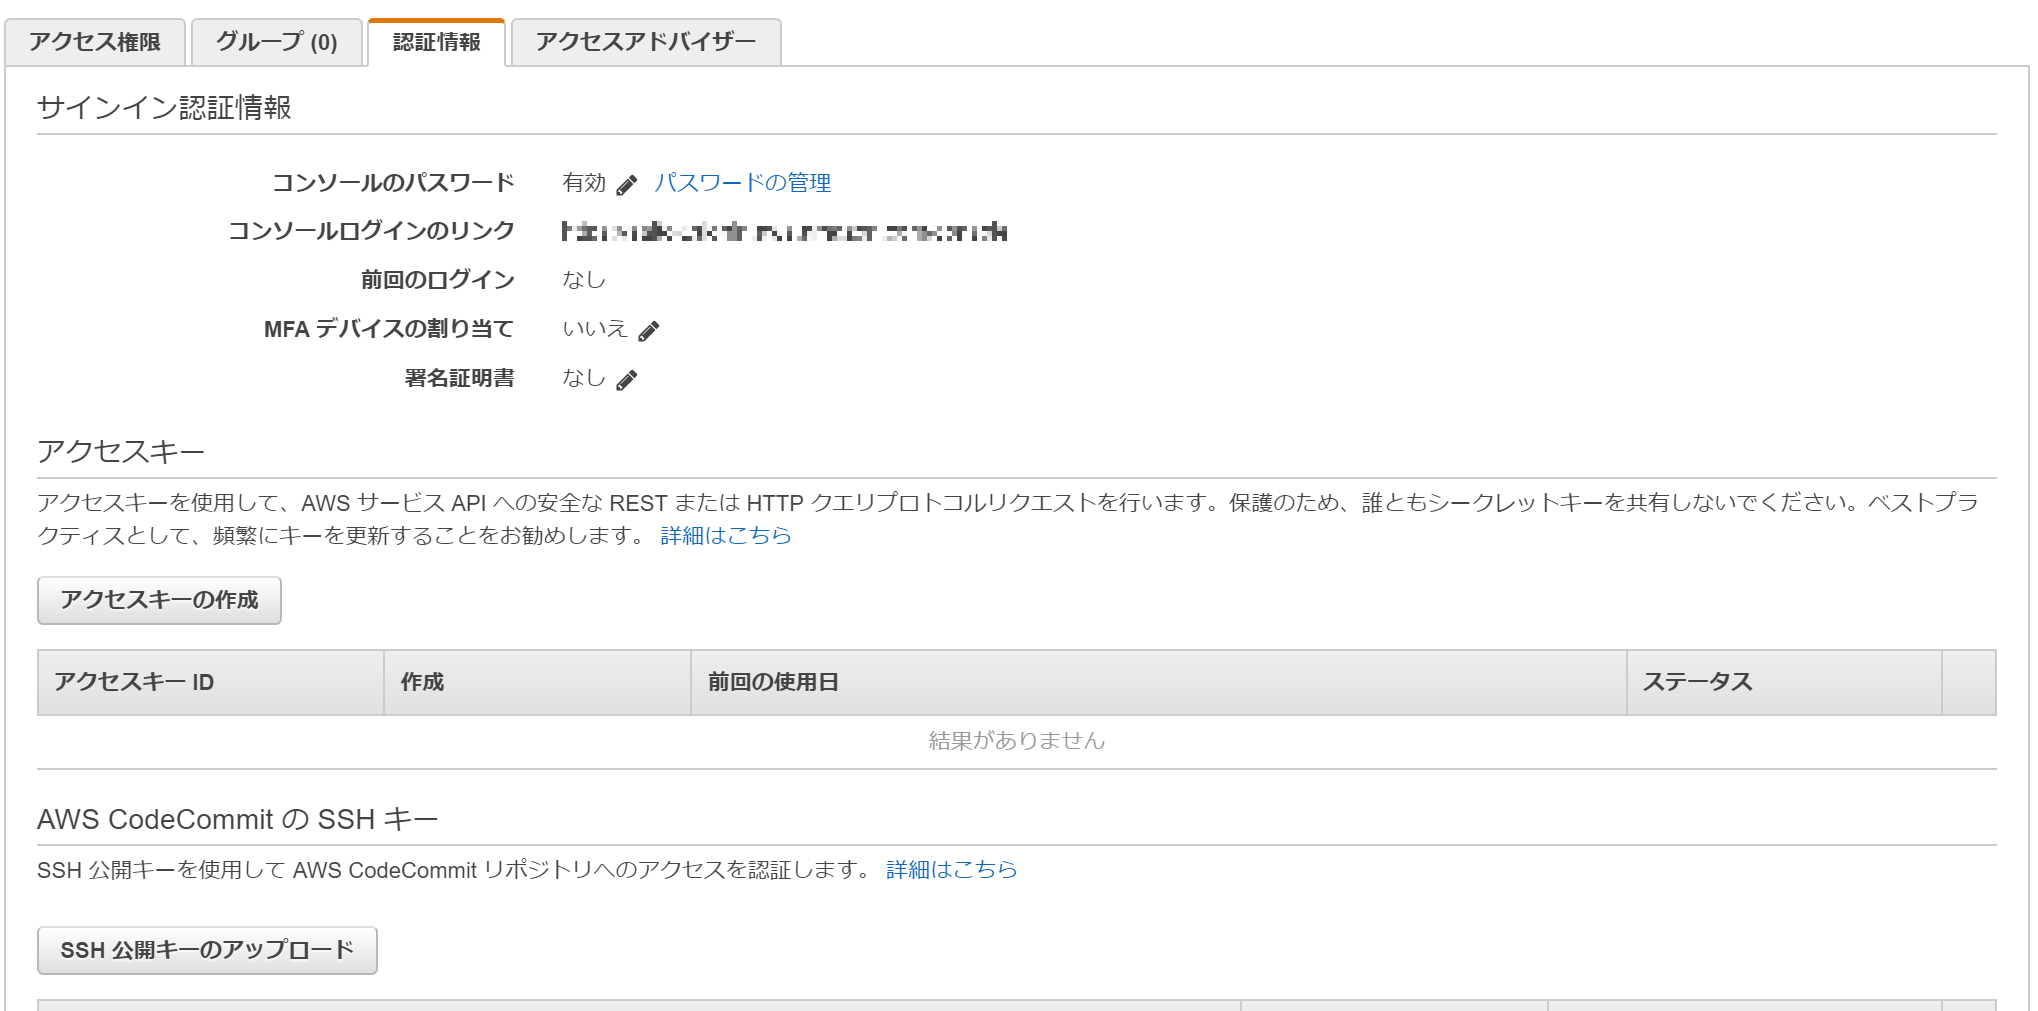 アクセス権限 グループ (0) 認証情報 アクセスアドバイザー
サインイン認証情報
コンソールのパスワード 有効 パスワードの管理
コンソールログインのリンク
前回のログイン なし
MFA デバイスの割り当て いいえ
署名証明書 なし
アクセスキー
アクセスキーを使用して、AWS サービス API への安全な REST または HTTP クエリプロトコルリクエストを行います。保護のため、誰ともシークレットキーを共有しないでください。ベストプラ
クティスとして、頻繁にキーを更新することをお勧めします。 詳細はこちら
アクセスキーの作成
アクセスキー ID 作成 前回の使用日 ステータス
結果がありません
AWS CodeCommit の SSH キー
SSH 公開キーを使用して AWS CodeCommit リポジトリへのアクセスを認証します。 詳細はこちら
SSH 公開キーのアップロード